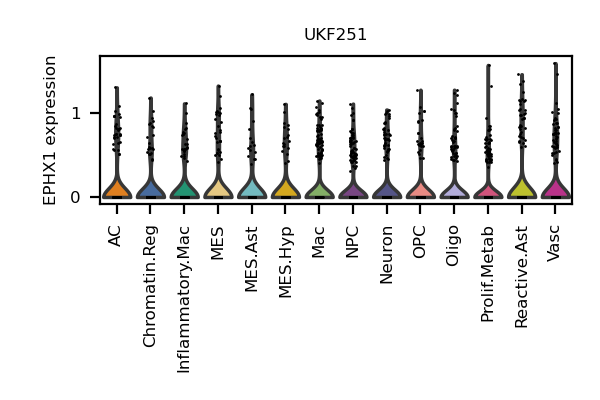 UKF251
EPHX1 expression
1
0
AC
Chromatin.Reg
Inflammatory.Mac
MES
MES.Ast
MES.Hyp
Mac
NPC
Neuron
OPC
Oligo
Prolif.Metab
Reactive.Ast
Vasc